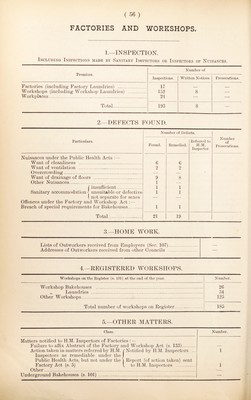 ( 56 )
FACTORIES AND WORKSHOPS.
1.—INSPECTION.
Including Inspections made by Sanitary Inspectors or Inspectors of Nuisances.
Premises.
Number of
Inspections.
Written Notices.
Prosecutions.
Factories (including Factory Laundries) 17 — —
Workshops (including Workshop Laundries) 152 8 —
Workplaces 24 — —
Total 193 8 —
2.—DEFECTS FOUND.
Particulars.
Number of Defects.
Number of Prosecutions.
Found.
Remedied.
Referred to H.M. Inspector.
Nuisances under the Public Health Acts:—
Want of cleanliness 6 6 —
Want of ventilation 2 2 —
Overcrowding — — —
Want of drainage of floors 9 8 —
Other Nuisances 1 — —
Sanitary accommodation
insufficient 1 1 —
unsuitable or defective 1 1 —
not separate for sexes — — —
Offences under the Factory and Workshop Act:—
Breach of special requirements for Bakehouses 1 1
Total 21 19
3.—HOME WORK.
Lists of Outworkers received from Employers (Sec. 107) —
Addresses of Outworkers received from other Councils —
4.—REGISTERED WORKSHOPS.
Workshops on the Register (s. 131) at the end of the year. Number.
Workshop Bakehouses 26
" Laundries 24
Other Workshops 115
Total number of workshops on Register 165
5.—OTHER MATTERS.
Class Number.
Matters notified to H.M. Inspectors of Factories:—
Failure to affix Abstract of the Factory and Workshop Act (s. 133) —
Action taken in matters referred by H.M. Inspectors as remediable under the Public Health Acts, but not under the Factory Act (s. 5)
Notified by H.M. Inspectors 1
Report (of action taken) sent to H.M. Inspectors 1
Other —
Underground Bakehouses (s. 101) —